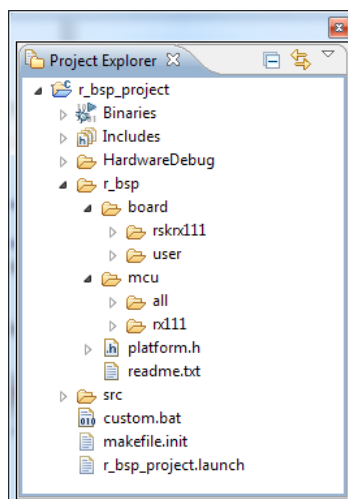 Project Explorer
r_bsp_project
Binaries
Includes
HardwareDebug
r_bsp
board
rskrx111
user
mcu
all
rx111
platform.h
readme.txt
src
custom.bat
makefile.init
r_bsp_project.launch